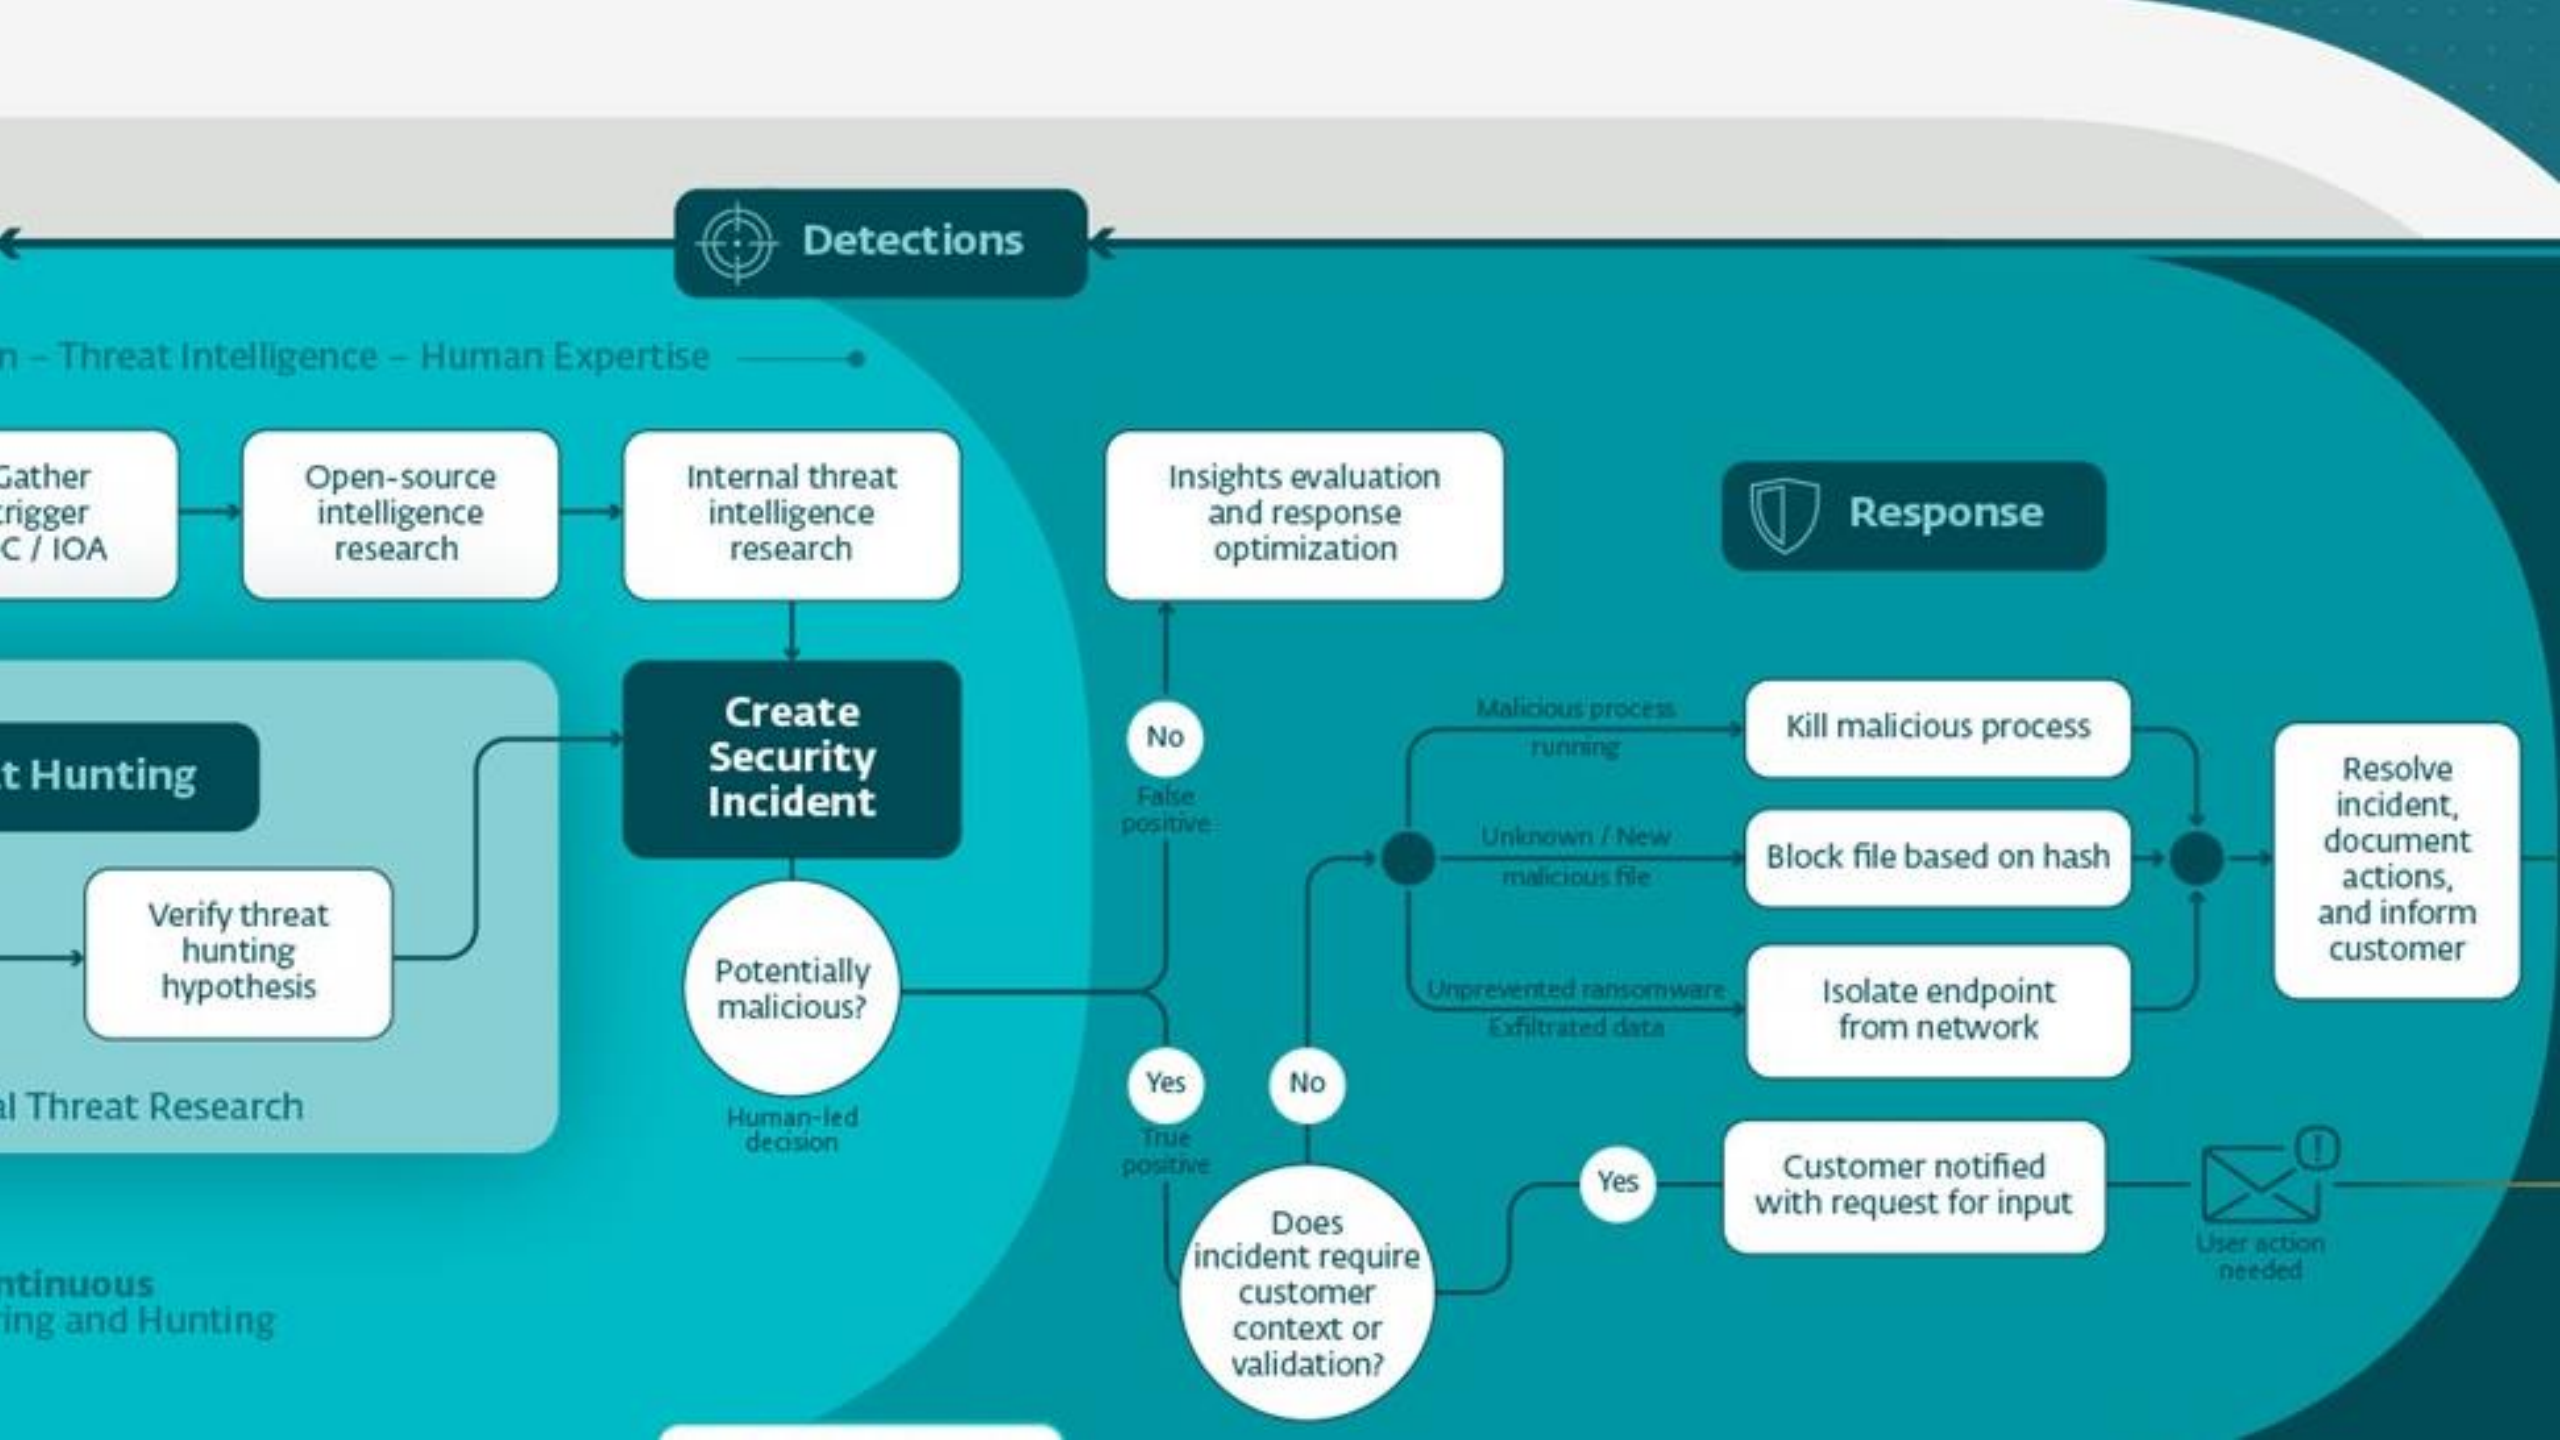 Detections
– Threat Intelligence – Human Expertise
Gather
trigger
/ IOA
Open-source
intelligence
research
Internal threat
intelligence
research
Insights evaluation
and response
optimization
Response
Hunting
Verify threat
hunting
hypothesis
Threat Research
Create
Security
Incident
Potentially
malicious?
Human-led
decision
No
False
positive
Yes
True
positive
No
Malicious process
running
Unknown / New
malicious file
Unprevented ransomware
Exfiltrated data
Kill malicious process
Block file based on hash
Isolate endpoint
from network
Resolve
incident,
document
actions,
and inform
customer
Does
incident require
customer
context or
validation?
Yes
Customer notified
with request for input
User action
needed
and Hunting